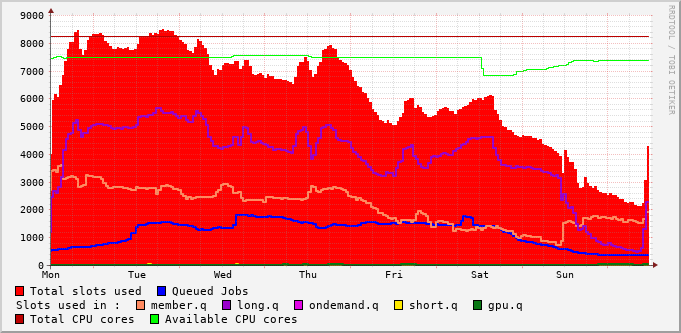 9000
8000
7000
6000
5000
4000
3000
2000
1000
0
Mon Tue Wed Thu Fri Sat Sun
RRDTOOL / TOBI OETIKER
Total slots used Queued Jobs
Slots used in : member.q long.q ondemand.q short.q gpu.q
Total CPU cores Available CPU cores